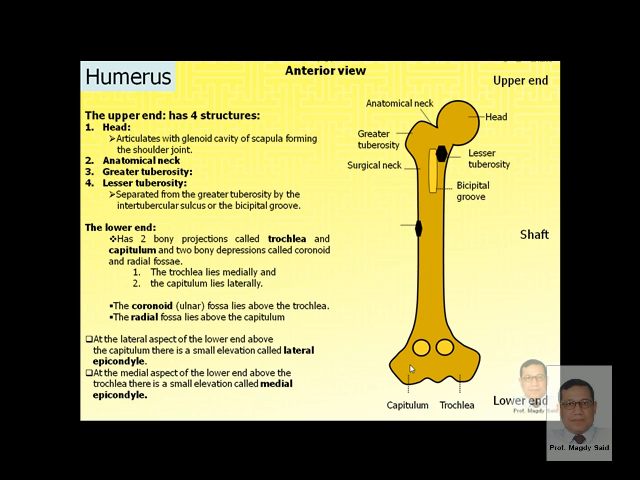 Humerus
Anterior view
Upper end
The upper end: has 4 structures:
1. Head:
➢Articulates with glenoid cavity of scapula forming
the shoulder joint.
2. Anatomical neck
3. Greater tuberosity:
4. Lesser tuberosity:
➢Separated from the greater tuberosity by the
intertubercular sulcus or the bicipital groove.
The lower end:
❖Has 2 bony projections called trochlea and
capitulum and two bony depressions called coronoid
and radial fossae.
1. The trochlea lies medially and
2. the capitulum lies laterally.
▪The coronoid (ulnar) fossa lies above the trochlea.
▪The radial fossa lies above the capitulum
❑At the lateral aspect of the lower end above
the capitulum there is a small elevation called lateral
epicondyle.
❑At the medial aspect of the lower end above the
trochlea there is a small elevation called medial
epicondyle.
Anatomical neck
Head
Greater
tuberosity
Lesser
tuberosity
Surgical neck
Bicipital
groove
Shaft
Capitulum
Trochlea
Lower end
Prof. Magdy Said
Prof. Magdy Said